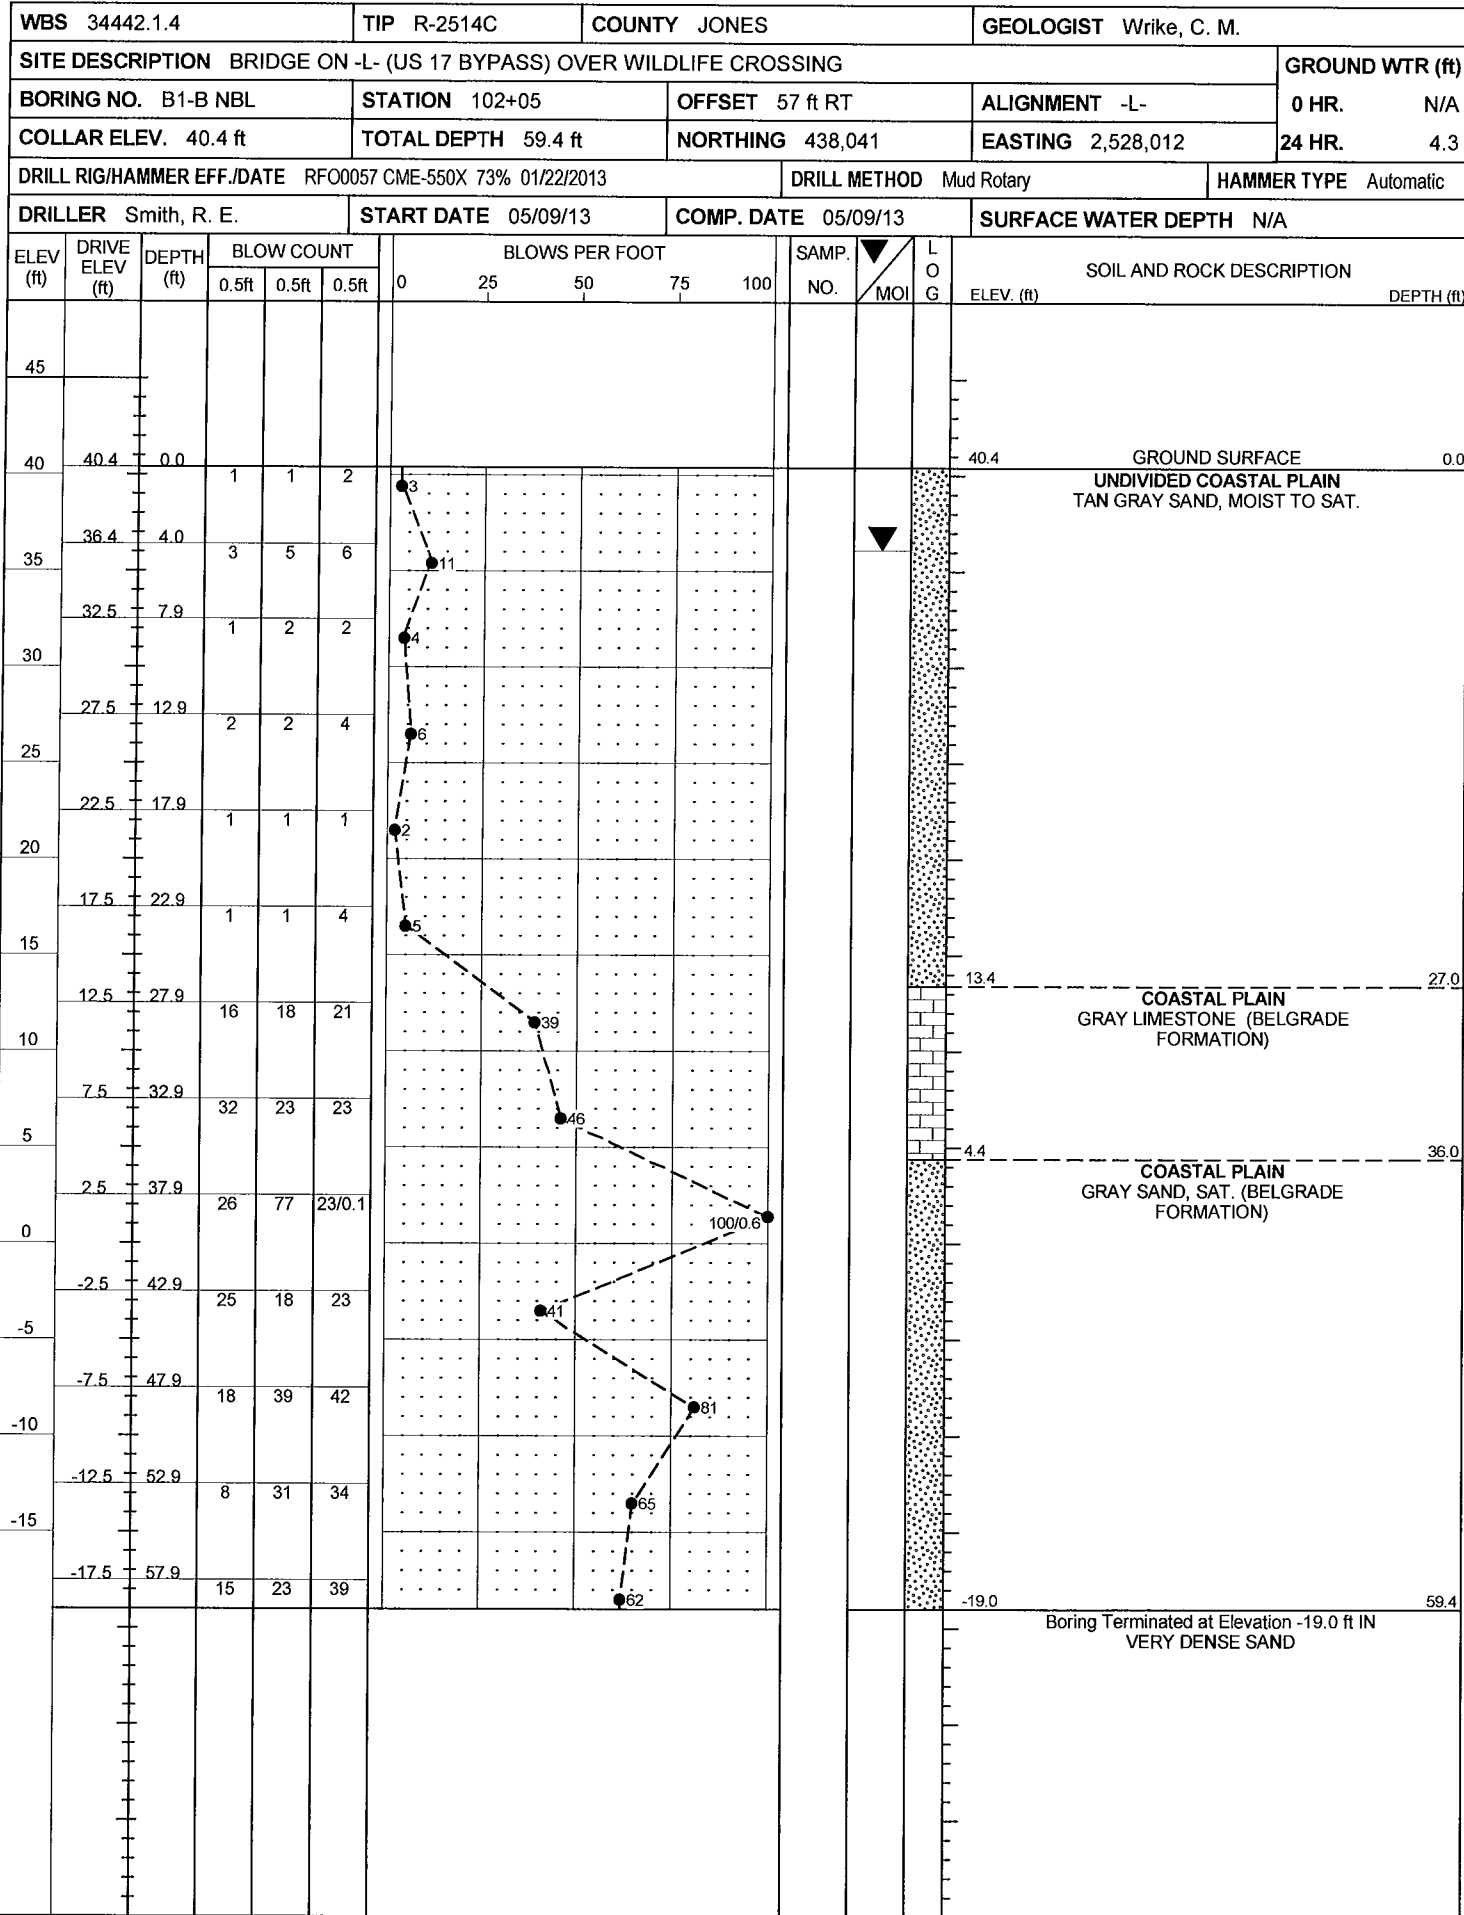 WBS 34442.1.4 TIP R-2514C COUNTY JONES GEOLOGIST Wrike, C. M.
SITE DESCRIPTION BRIDGE ON -L- (US 17 BYPASS) OVER WILDLIFE CROSSING GROUND WTR (ft)
BORING NO. B1-B NBL STATION 102+05 OFFSET 57 ft RT ALIGNMENT -L- 0 HR. N/A
COLLAR ELEV. 40.4 ft TOTAL DEPTH 59.4 ft NORTHING 438,041 EASTING 2,528,012 24 HR. 4.3
DRILL RIG/HAMMER EFF./DATE RFO0057 CME-550X 73% 01/22/2013 DRILL METHOD Mud Rotary HAMMER TYPE Automatic
DRILLER Smith, R. E. START DATE 05/09/13 COMP. DATE 05/09/13 SURFACE WATER DEPTH N/A
ELEV (ft) DRIVE ELEV (ft) DEPTH (ft) BLOW COUNT BLOWS PER FOOT SAMP. NO. MOI LOG SOIL AND ROCK DESCRIPTION
0.5ft 0.5ft 0.5ft 0 25 50 75 100 ELEV. (ft) DEPTH (ft)
45
40 40.4 0.0 40.4 GROUND SURFACE 0.0
1 1 2 3 UNDIVIDED COASTAL PLAIN
TAN GRAY SAND, MOIST TO SAT.
36.4 4.0
35 3 5 6 11
32.5 7.9
1 2 2 4
30
27.5 12.9
2 2 4 6
25
22.5 17.9
1 1 1 2
20
17.5 22.9
1 1 4 5
15
13.4 27.0
12.5 27.9 COASTAL PLAIN
16 18 21 39 GRAY LIMESTONE (BELGRADE
10 FORMATION)
7.5 32.9
32 23 23 46
5
4.4 36.0
COASTAL PLAIN
2.5 37.9 GRAY SAND, SAT. (BELGRADE
26 77 23/0.1 100/0.6 FORMATION)
0
-2.5 42.9
25 18 23 41
-5
-7.5 47.9
18 39 42 81
-10
-12.5 52.9
8 31 34 65
-15
-17.5 57.9
15 23 39 62
-19.0 59.4
Boring Terminated at Elevation -19.0 ft IN
VERY DENSE SAND